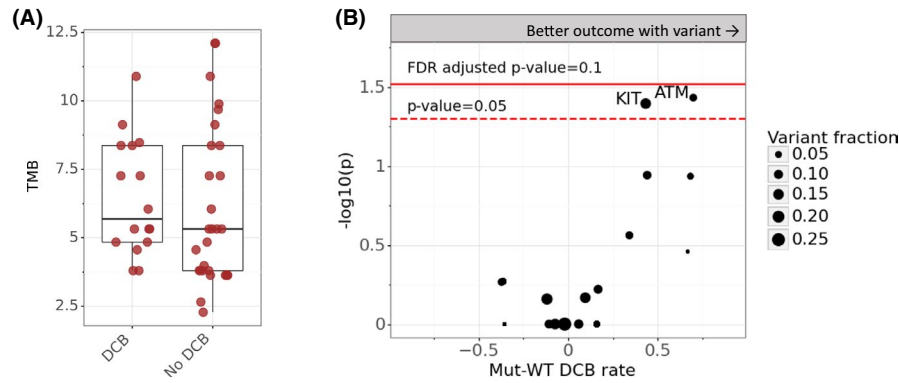 (A)
TMB
12.5
10
7.5
5
2.5
DCB
No DCB
(B)
Better outcome with variant →
FDR adjusted p-value=0.1
p-value=0.05
KIT
ATM
-log10(p)
1.5
1
0.5
0
−0.5
0
0.5
Mut-WT DCB rate
Variant fraction
0.05
0.10
0.15
0.20
0.25